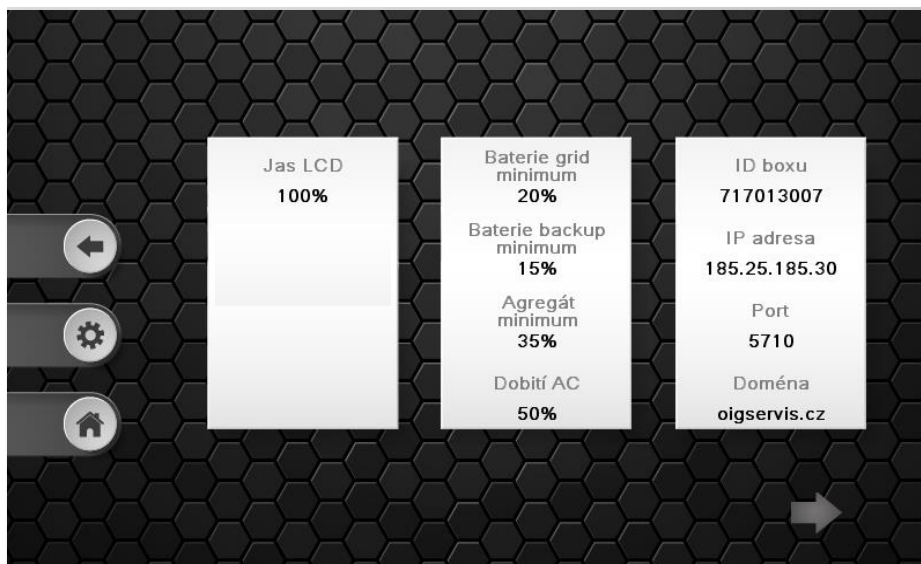 Jas LCD
100%
Baterie grid
minimum
20%
Baterie backup
minimum
15%
Agregát
minimum
35%
Dobití AC
50%
ID boxu
717013007
IP adresa
185.25.185.30
Port
5710
Doména
oigservis.cz